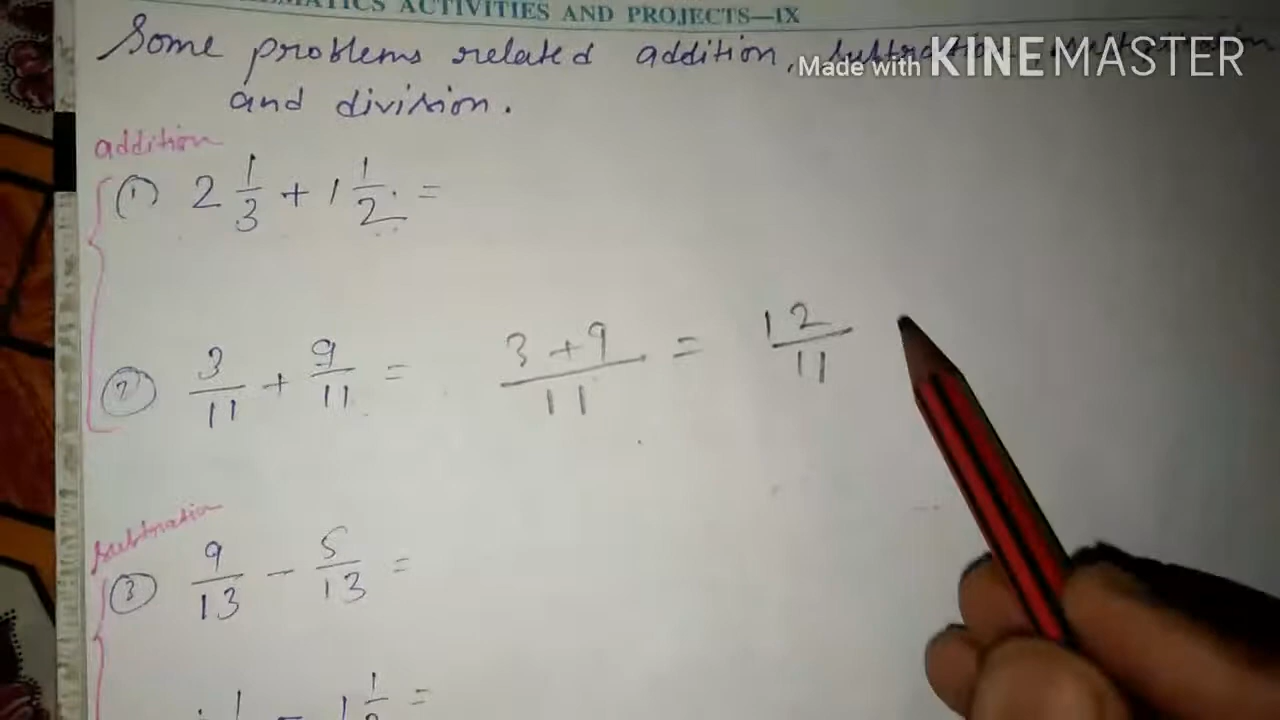 MATICS ACTIVITIES AND PROJECTS—IX
Some problems related addition,
Made with KINEMASTER
and division.
addition
① 2 1/3 + 1 1/2 =
② 3/11 + 9/11 = 3+9/11 = 12/11
subtraction
③ 9/13 - 5/13 =